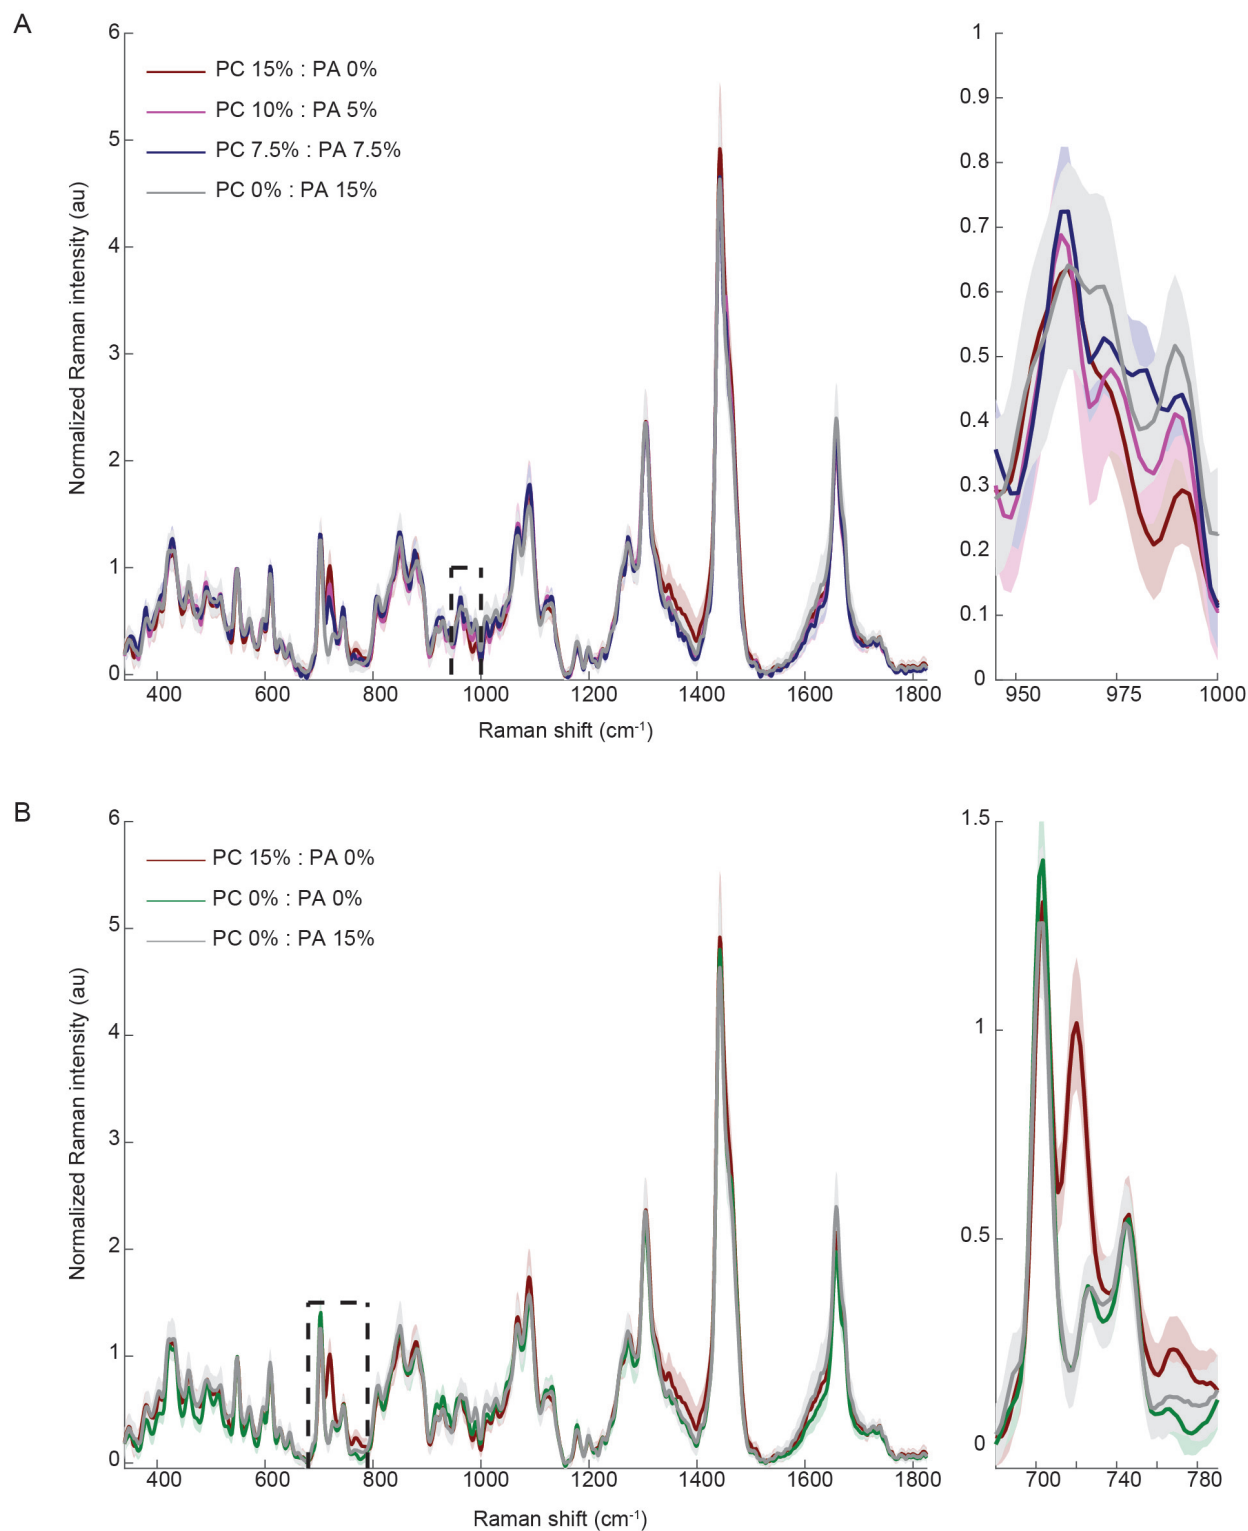 A
6
5
4
3
2
1
0
Normalized Raman intensity (au)
PC 15% : PA 0%
PC 10% : PA 5%
PC 7.5% : PA 7.5%
PC 0% : PA 15%
400 600 800 1000 1200 1400 1600 1800
Raman shift (cm-1)
1
0.9
0.8
0.7
0.6
0.5
0.4
0.3
0.2
0.1
0
950 975 1000
B
6
5
4
3
2
1
0
Normalized Raman intensity (au)
PC 15% : PA 0%
PC 0% : PA 0%
PC 0% : PA 15%
400 600 800 1000 1200 1400 1600 1800
Raman shift (cm-1)
1.5
1
0.5
0
700 740 780